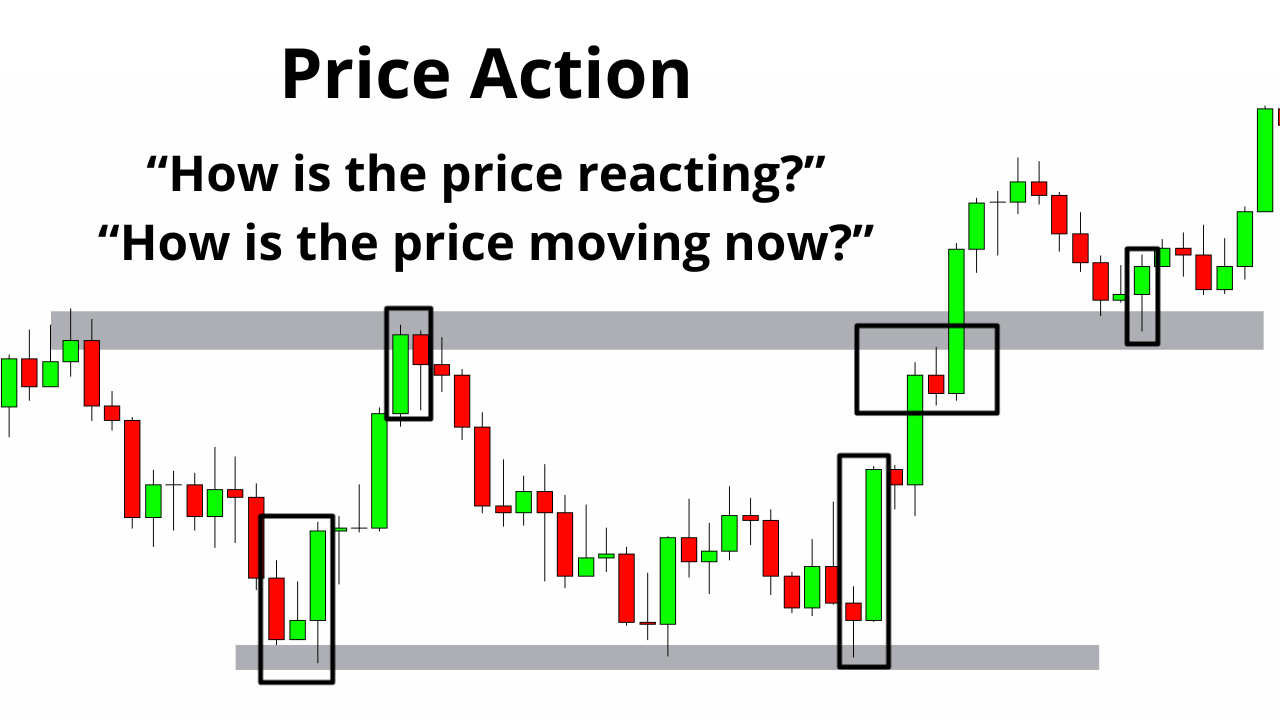 Price Action
“How is the price reacting?”
“How is the price moving now?”